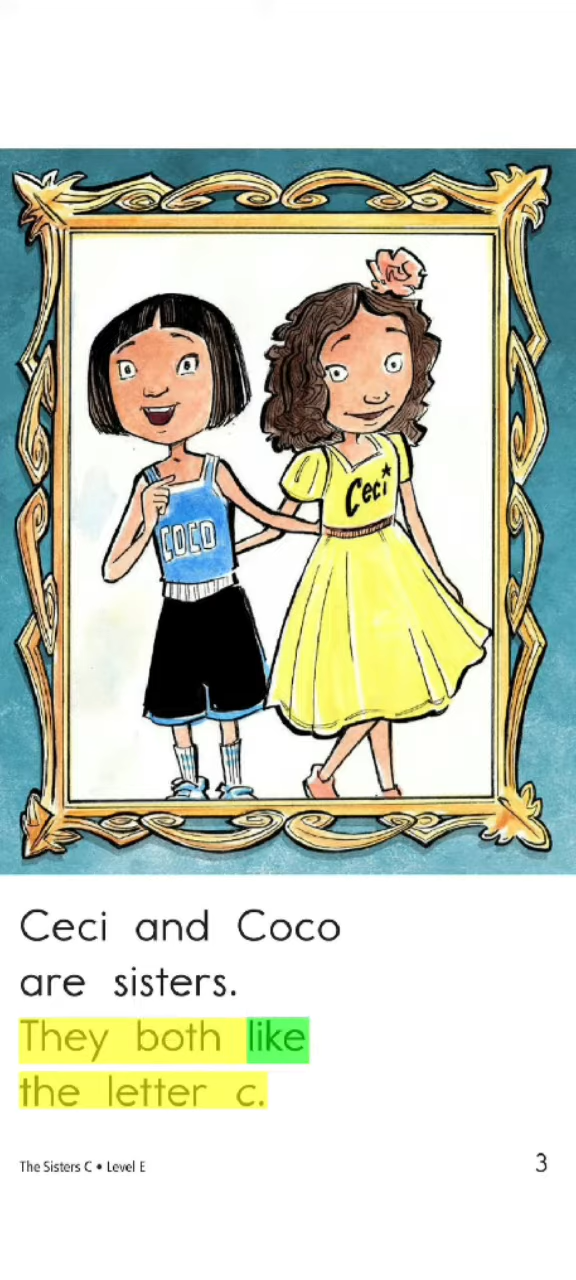 COCO
Ceci
Ceci and Coco
are sisters.
They both like
the letter c.
The Sisters C • Level E
3